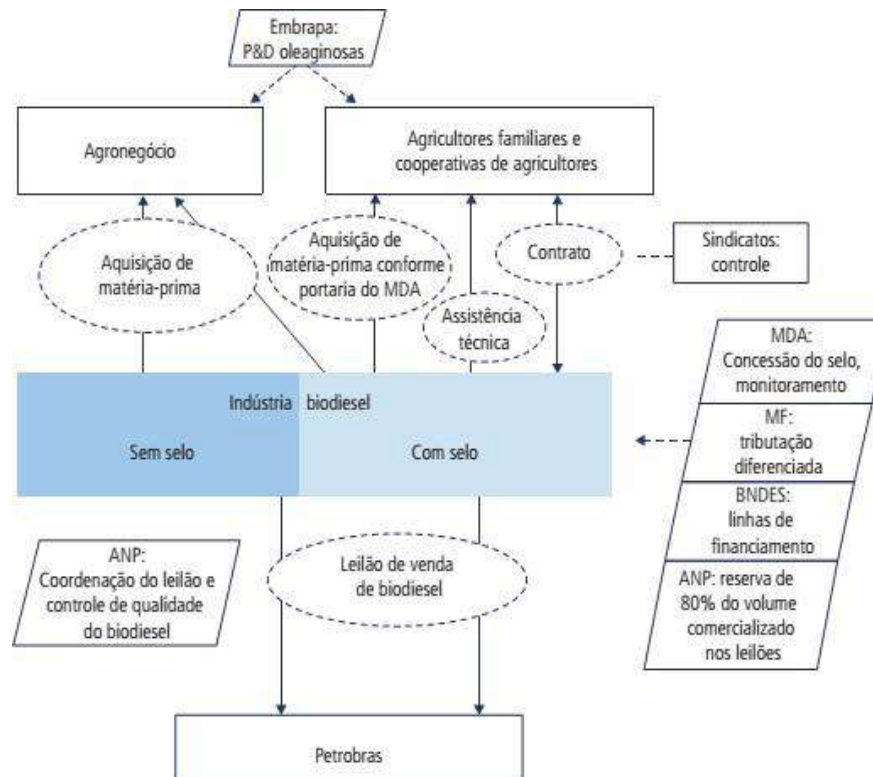 Embrapa:
P&D oleaginosas
Agronegócio
Agricultores familiares e
cooperativas de agricultores
Aquisição de
matéria-prima
Aquisição de
matéria-prima conforme
portaria do MDA
Contrato
Sindicatos:
controle
Assistência
técnica
MDA:
Concessão do selo,
monitoramento
MF:
tributação
diferenciada
BNDES:
linhas de
financiamento
ANP: reserva de
80% do volume
comercializado
nos leilões
Indústria biodiesel
Sem selo
Com selo
ANP:
Coordenação do leilão e
controle de qualidade
do biodiesel
Leilão de venda
de biodiesel
Petrobras